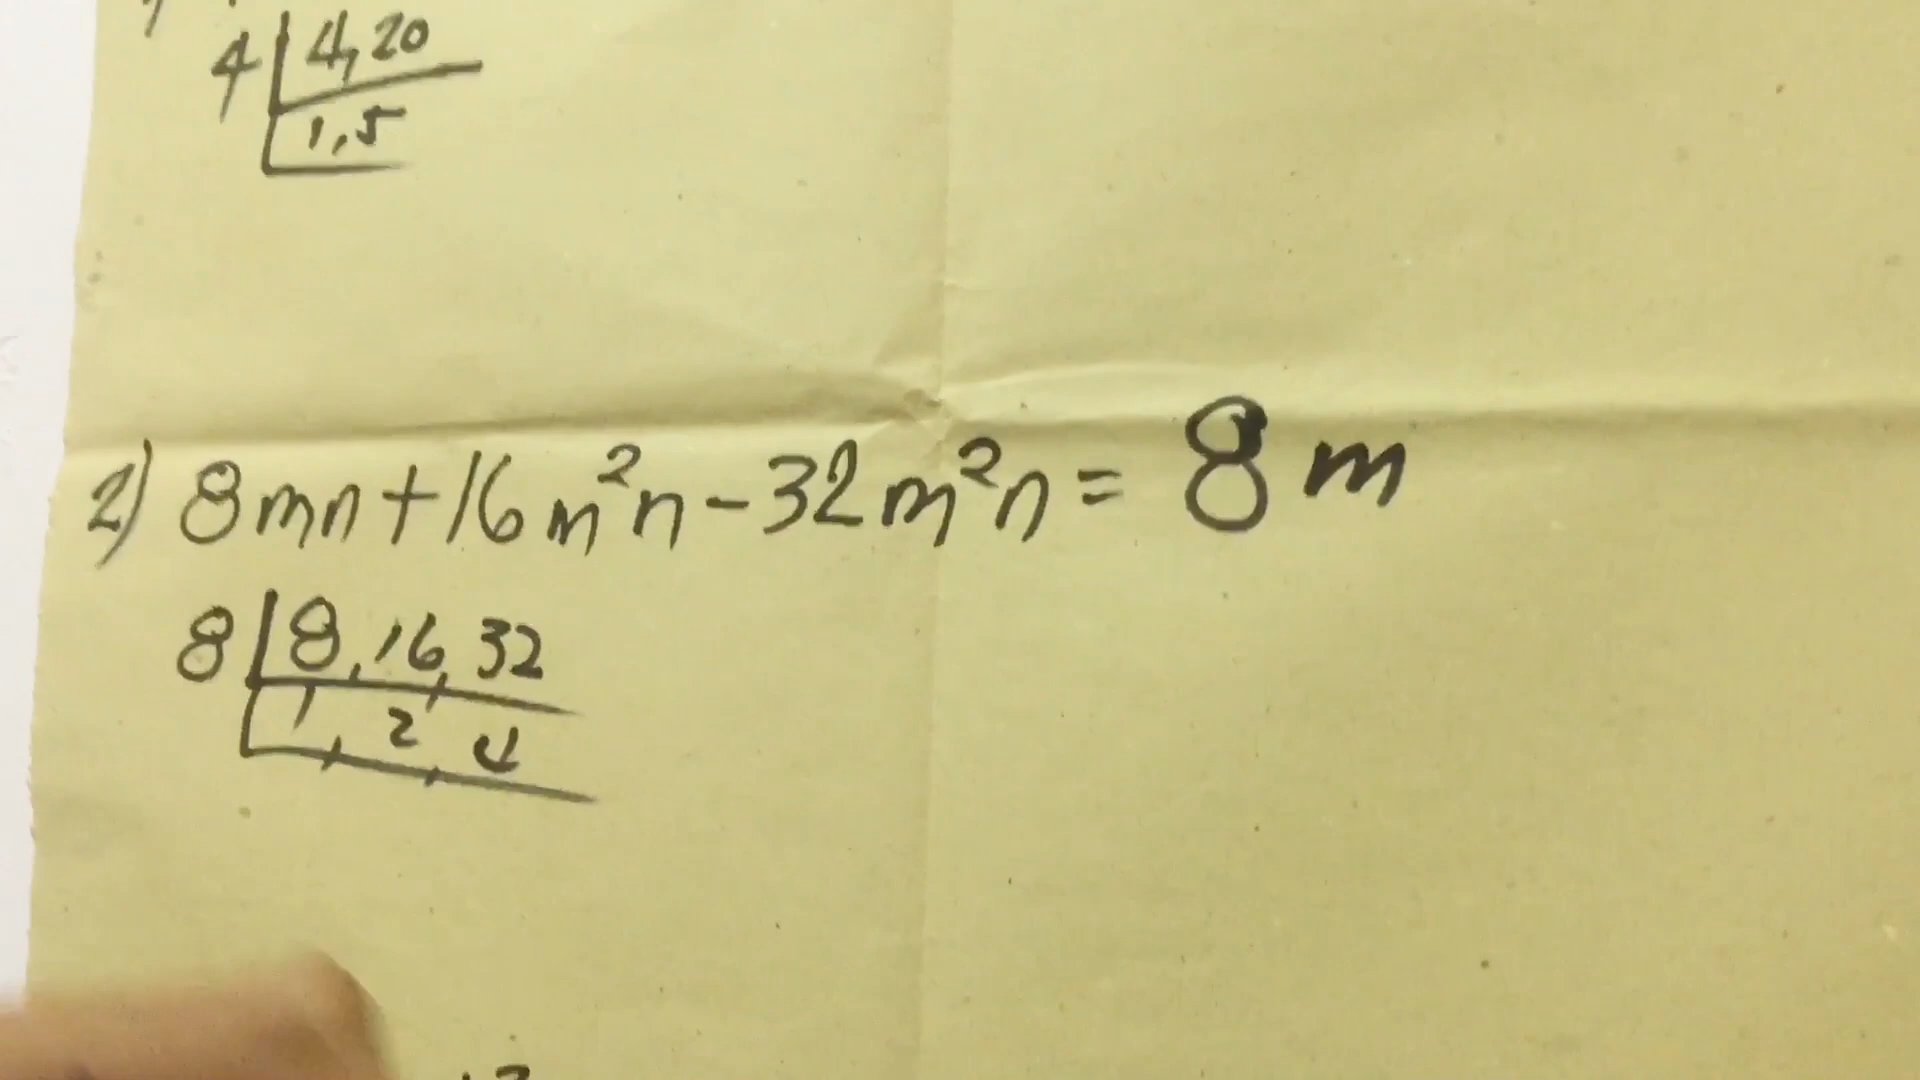 4 4, 20
1, 5
2) 8mn + 16m²n - 32m²n = 8m
8 8, 16, 32
1, 2, 4